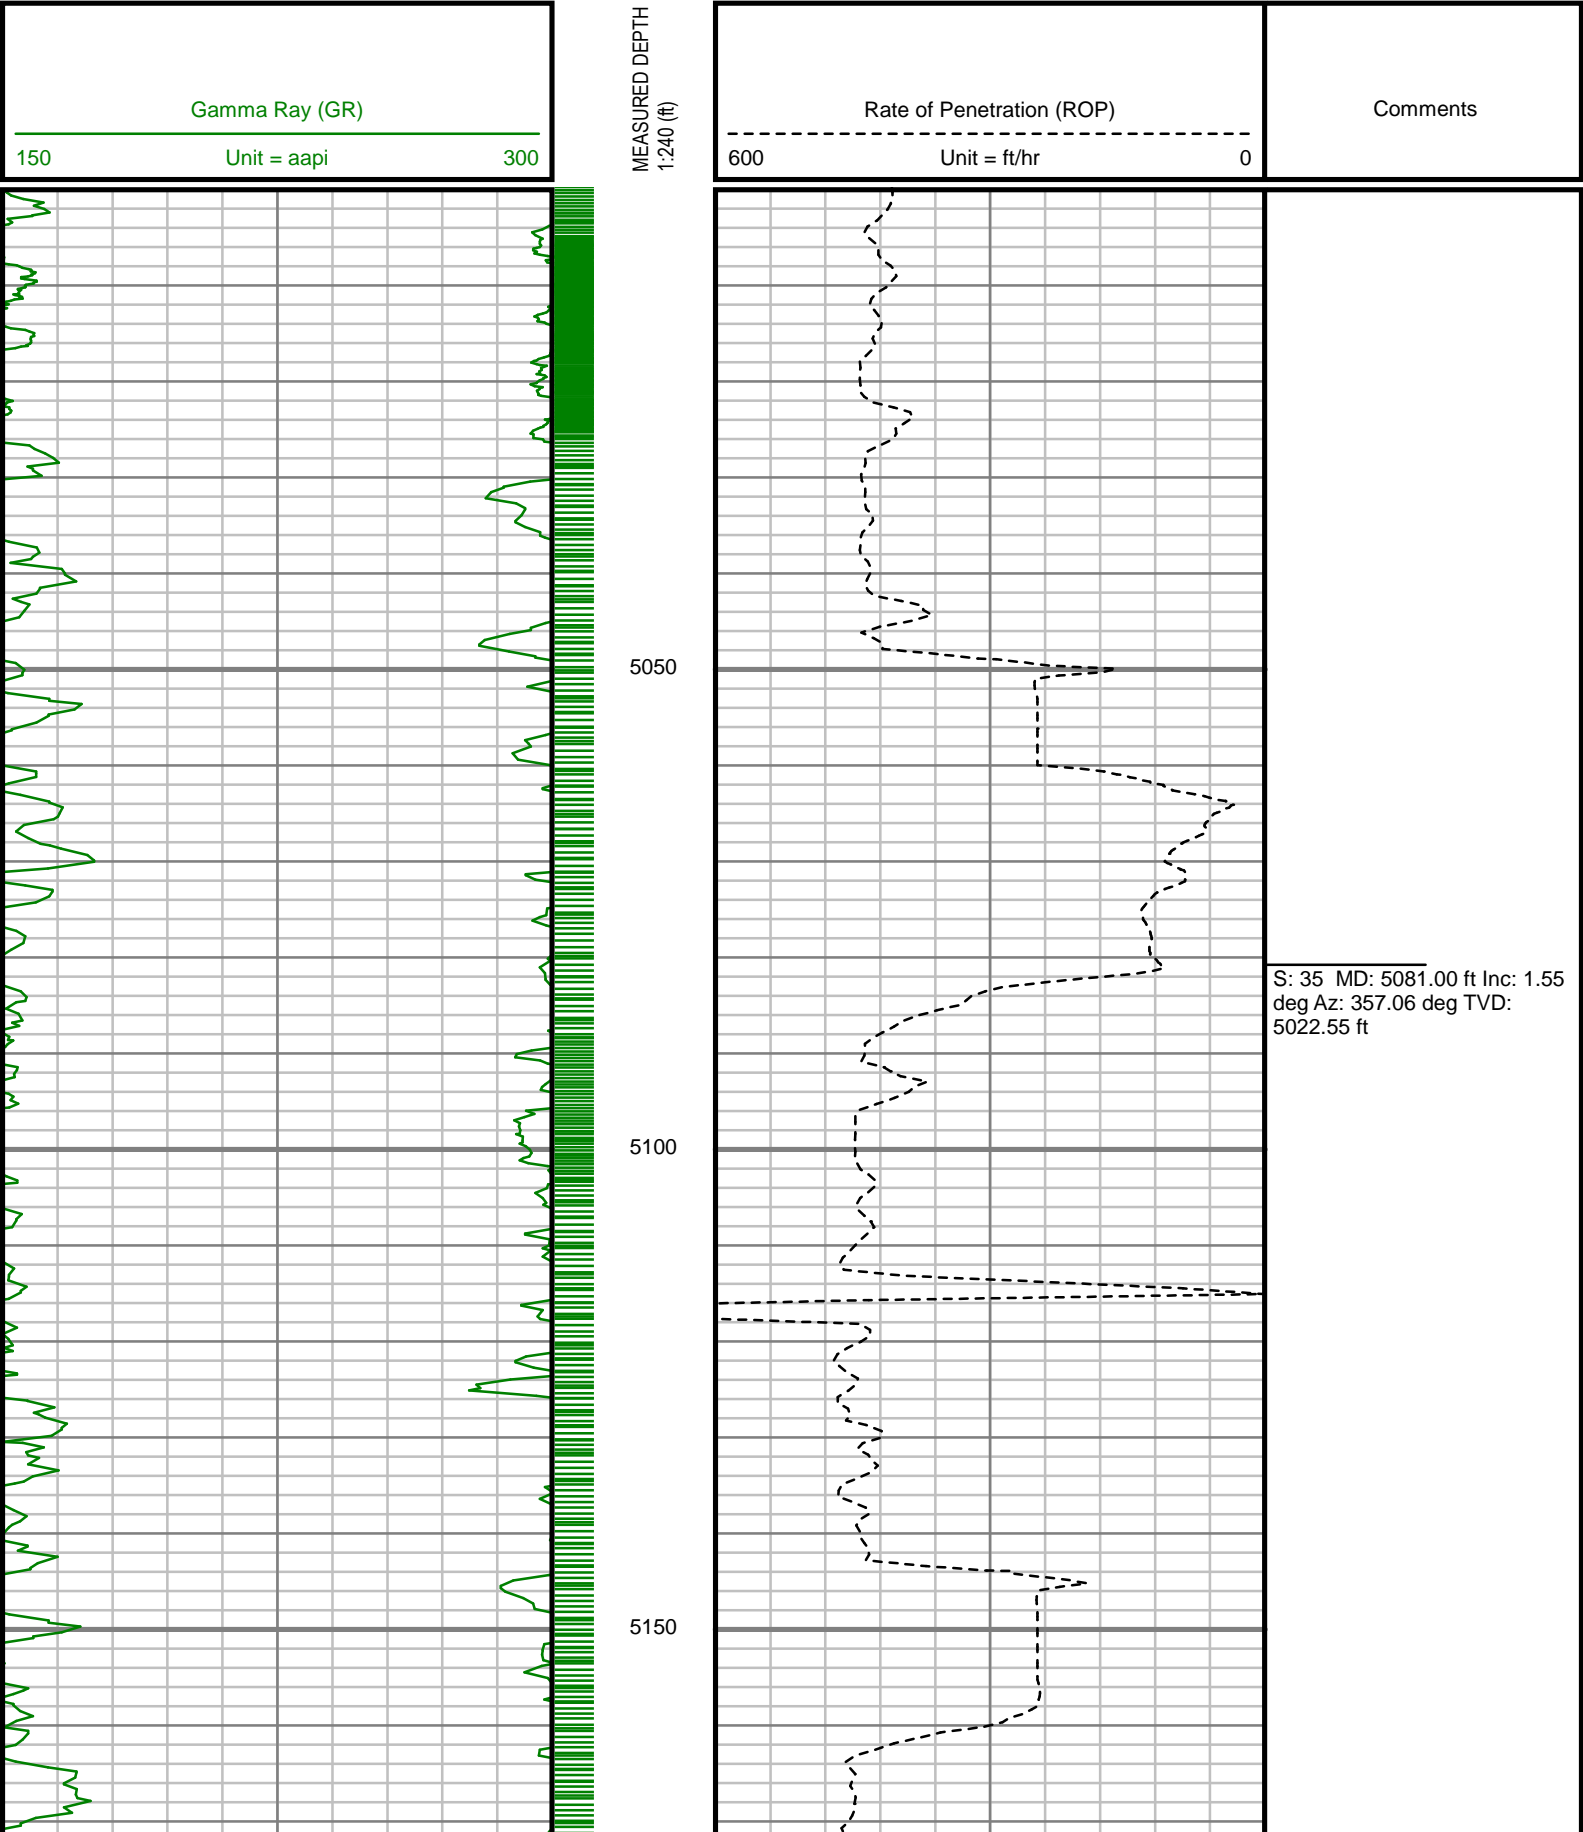 Gamma Ray (GR)
150 Unit = aapi 300
MEASURED DEPTH
1:240 (ft)
Rate of Penetration (ROP)
600 Unit = ft/hr 0
Comments
5050
S: 35 MD: 5081.00 ft Inc: 1.55
deg Az: 357.06 deg TVD:
5022.55 ft
5100
5150